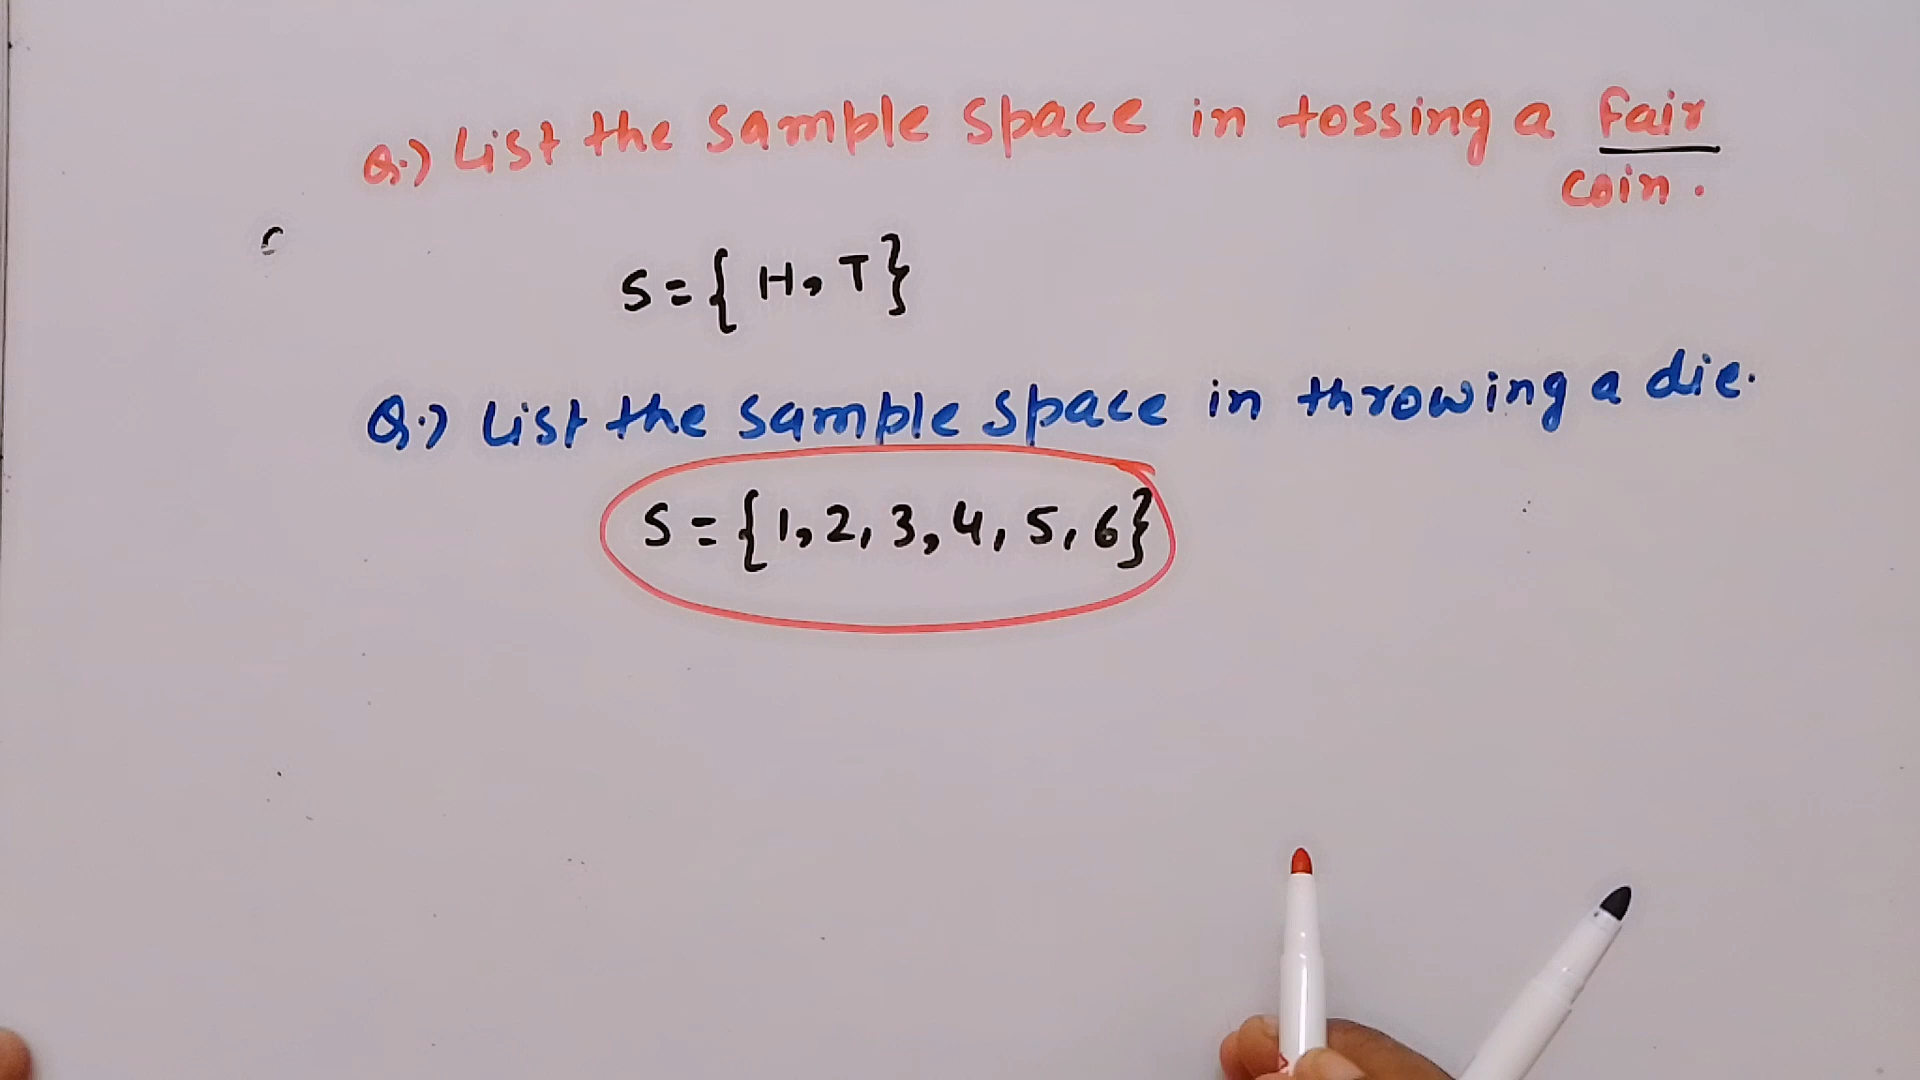 Q.) List the sample space in tossing a Fair
coin.
S = { H, T}
Q.) List the sample space in throwing a die.
S = {1, 2, 3, 4, 5, 6}